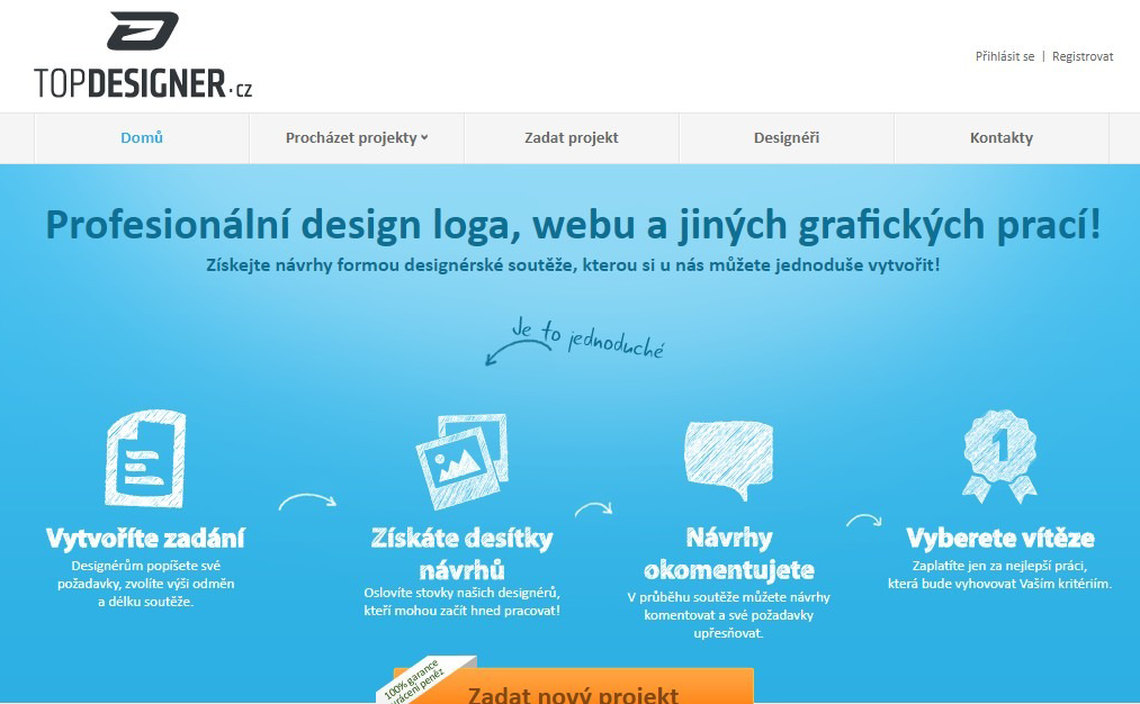 TOPDESIGNER.CZ
Přihlásit se | Registrovat
Domů
Procházet projekty
Zadat projekt
Designéři
Kontakty
Profesionální design loga, webu a jiných grafických prací!
Získejte návrhy formou designérské soutěže, kterou si u nás můžete jednoduše vytvořit!
Je to jednoduché
1
Vytvoříte zadání
Designérům popíšete své
požadavky, zvolíte výši odměn
a délku soutěže.
Získáte desítky
návrhů
Oslovíte stovky našich designérů,
kteří mohou začít hned pracovat!
Návrhy
okomentujete
V průběhu soutěže můžete návrhy
komentovat a své požadavky
upřesňovat.
Vyberete vítěze
Zaplatíte jen za nejlepší práci,
která bude vyhovovat Vaším kritériím.
100% garance
vrácení peněz
Zadat nový projekt